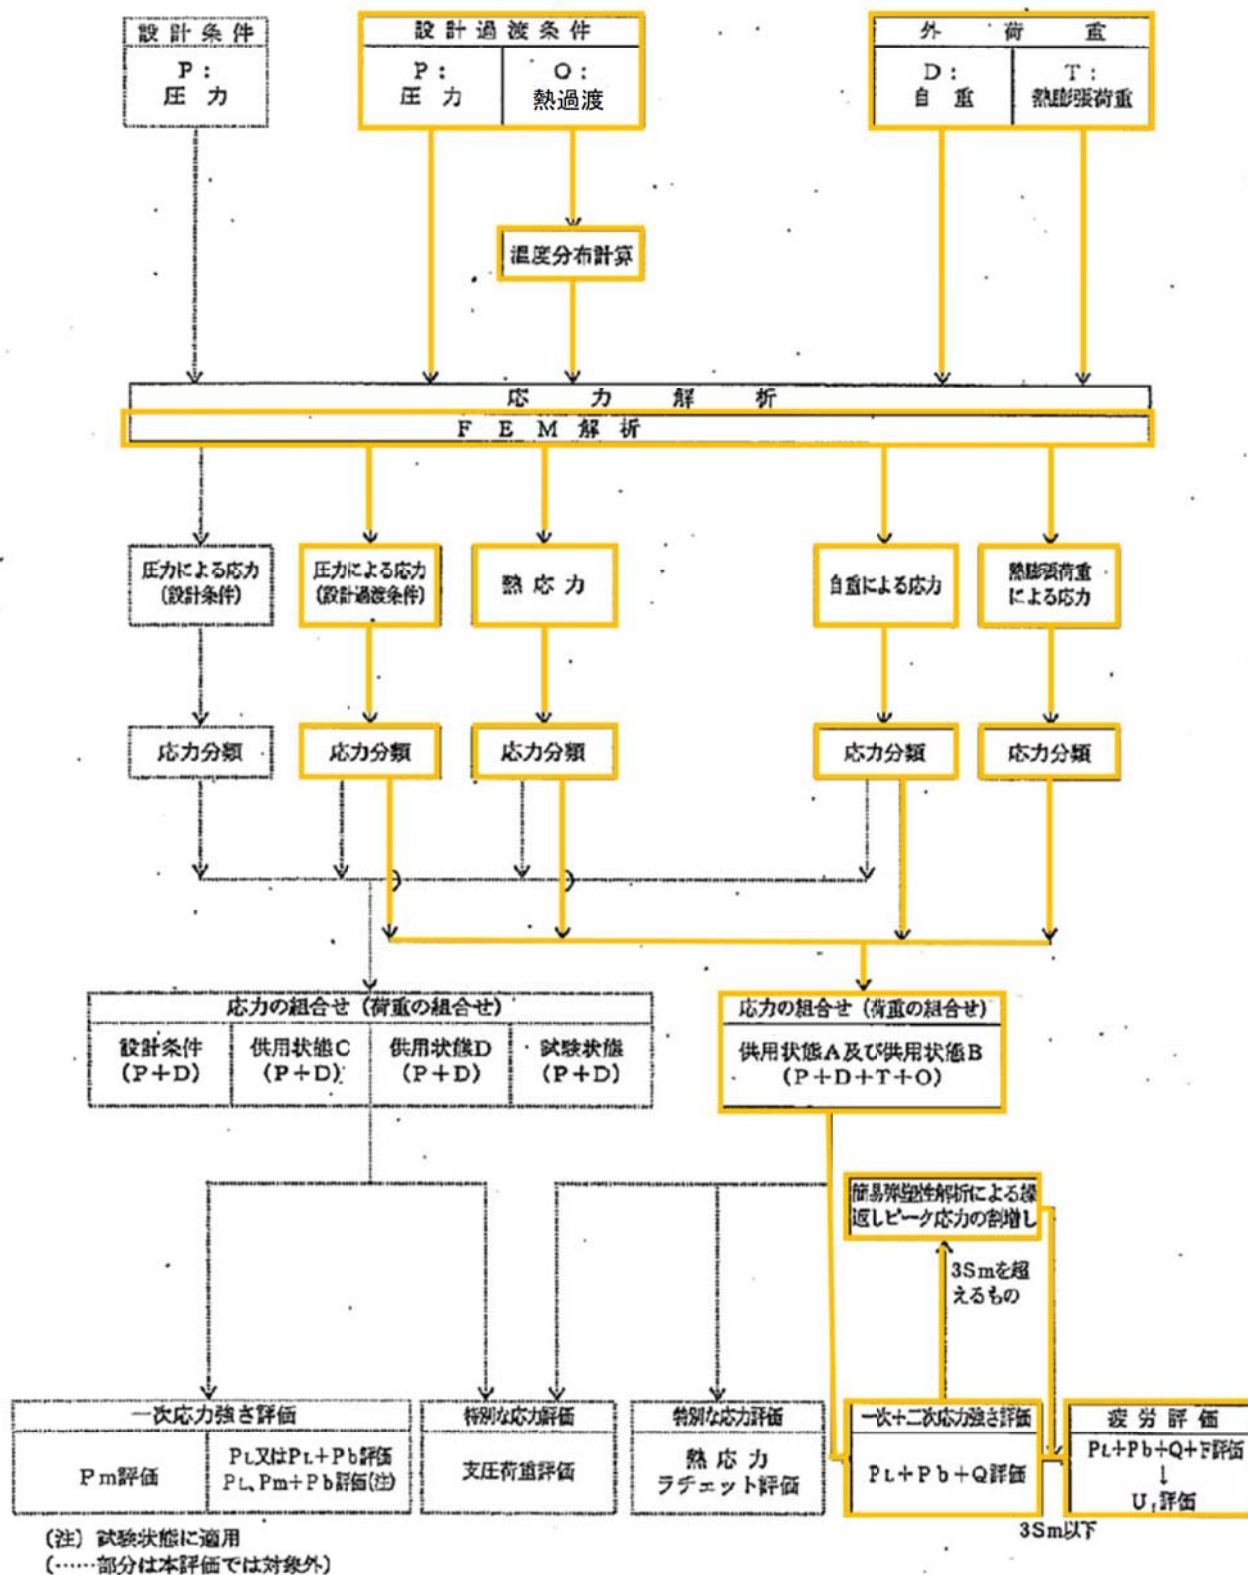 設計条件
P：
圧力
設計過渡条件
P：
圧力
O：
熱過渡
外荷重
D：
自重
T：
熱膨張荷重
温度分布計算
応力解析
FEM解析
圧力による応力
(設計条件)
圧力による応力
(設計過渡条件)
熱応力
自重による応力
熱膨張荷重
による応力
応力分類
応力分類
応力分類
応力分類
応力分類
応力の組合せ（荷重の組合せ）
設計条件
(P+D)
供用状態C
(P+D)
供用状態D
(P+D)
試験状態
(P+D)
応力の組合せ（荷重の組合せ）
供用状態A及び供用状態B
(P+D+T+O)
簡易弾塑性解析による繰
返しピーク応力の割増し
3Smを超
えるもの
一次応力強さ評価
Pm評価
PL又はPL+Pb評価
PL、Pm+Pb評価(注)
特別な応力評価
支圧荷重評価
特別な応力評価
熱応力
ラチェット評価
一次+二次応力強さ評価
PL+Pb+Q評価
疲労評価
PL+Pb+Q+F評価
↓
Uf評価
3Sm以下
(注) 試験状態に適用
(……部分は本評価では対象外)